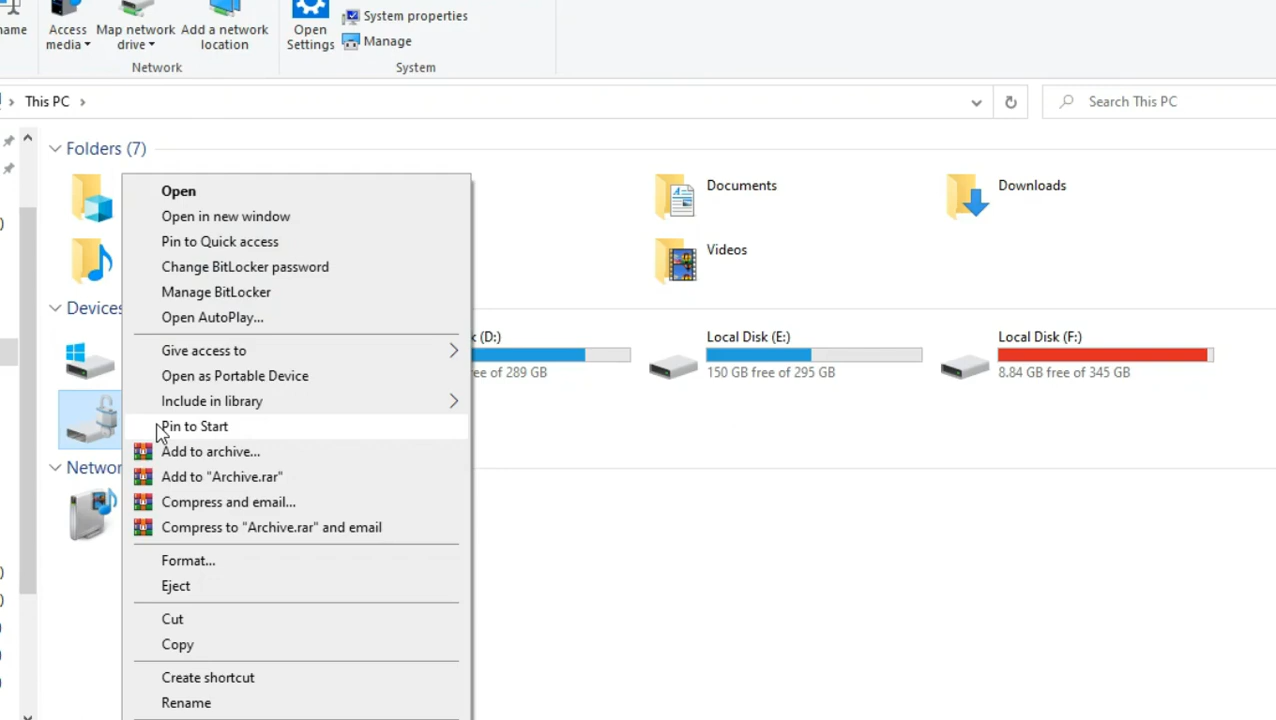 Access media
Map network drive
Add a network location
Open Settings
System properties
Manage
Network
System
This PC
Search This PC
Folders (7)
Documents
Downloads
Videos
Open
Open in new window
Pin to Quick access
Change BitLocker password
Manage BitLocker
Open AutoPlay...
Give access to
Open as Portable Device
Include in library
Pin to Start
Add to archive...
Add to "Archive.rar"
Compress and email...
Compress to "Archive.rar" and email
Format...
Eject
Cut
Copy
Create shortcut
Rename
Devices
(D:)
of 289 GB
Local Disk (E:)
150 GB free of 295 GB
Local Disk (F:)
8.84 GB free of 345 GB